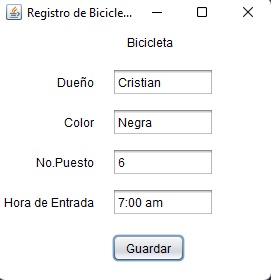 Registro de Bicicle...
Bicicleta
Dueño Cristian
Color Negra
No.Puesto 6
Hora de Entrada 7:00 am
Guardar